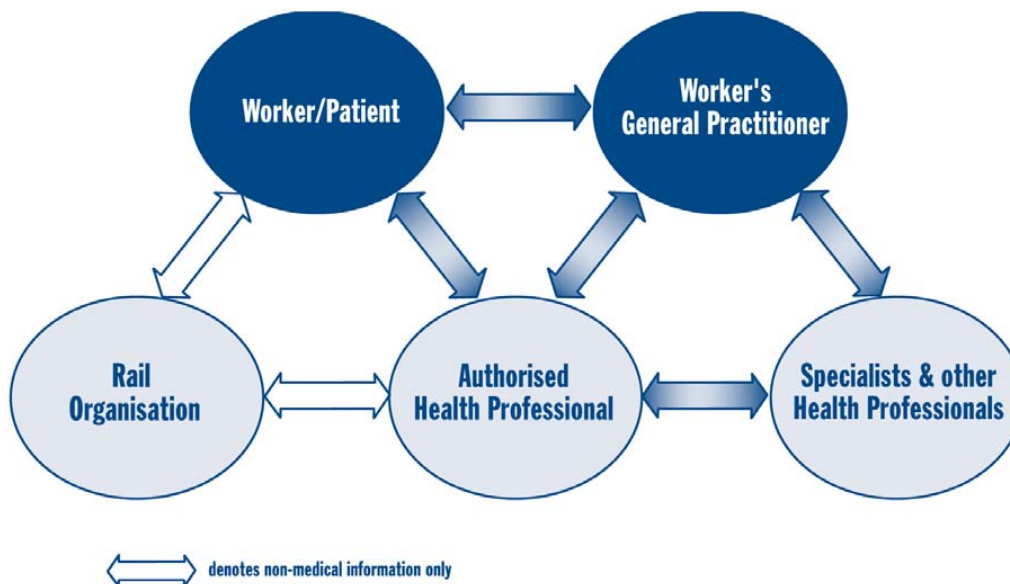 Worker/Patient
Worker's
General Practitioner
Rail
Organisation
Authorised
Health Professional
Specialists & other
Health Professionals
denotes non-medical information only